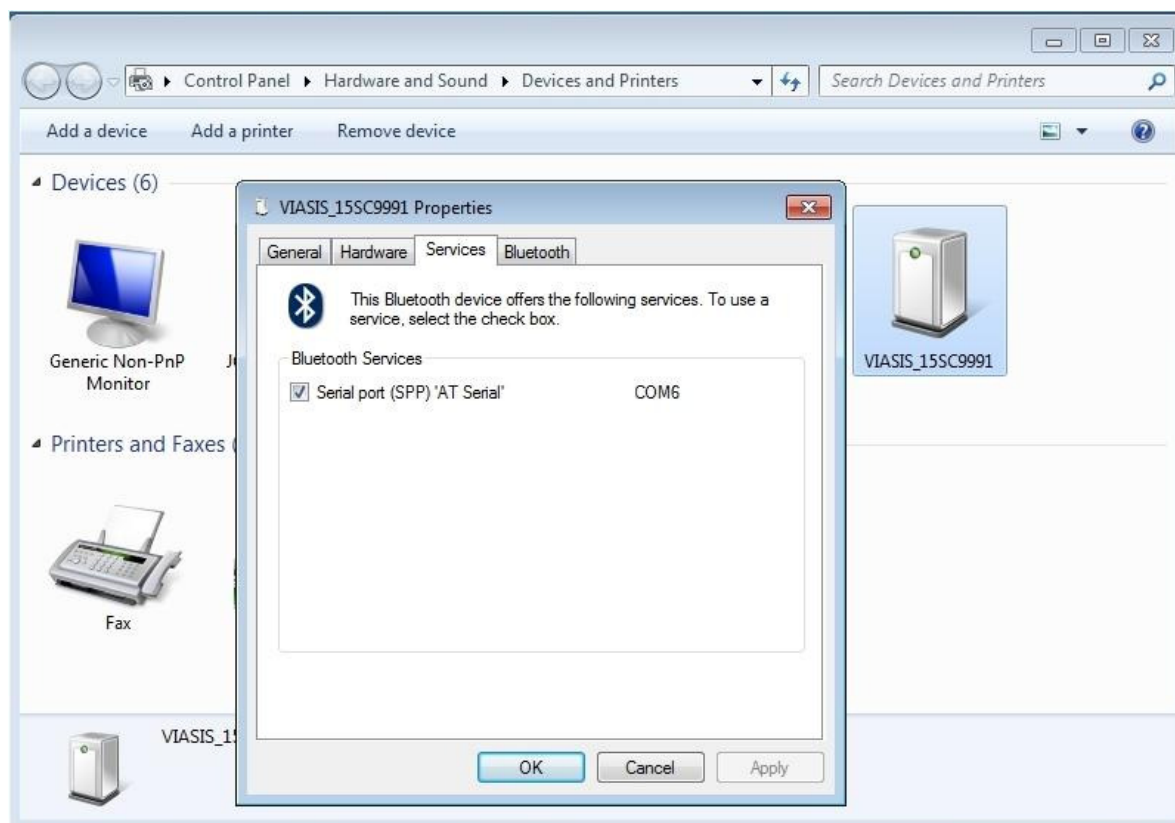 Control Panel ▸ Hardware and Sound ▸ Devices and Printers
Search Devices and Printers
Add a device Add a printer Remove device
Devices (6)
VIASIS_15SC9991 Properties
General Hardware Services Bluetooth
This Bluetooth device offers the following services. To use a
service, select the check box.
Bluetooth Services
Serial port (SPP) 'AT Serial' COM6
Generic Non-PnP
Monitor
VIASIS_15SC9991
Printers and Faxes
Fax
VIASIS_1
OK Cancel Apply